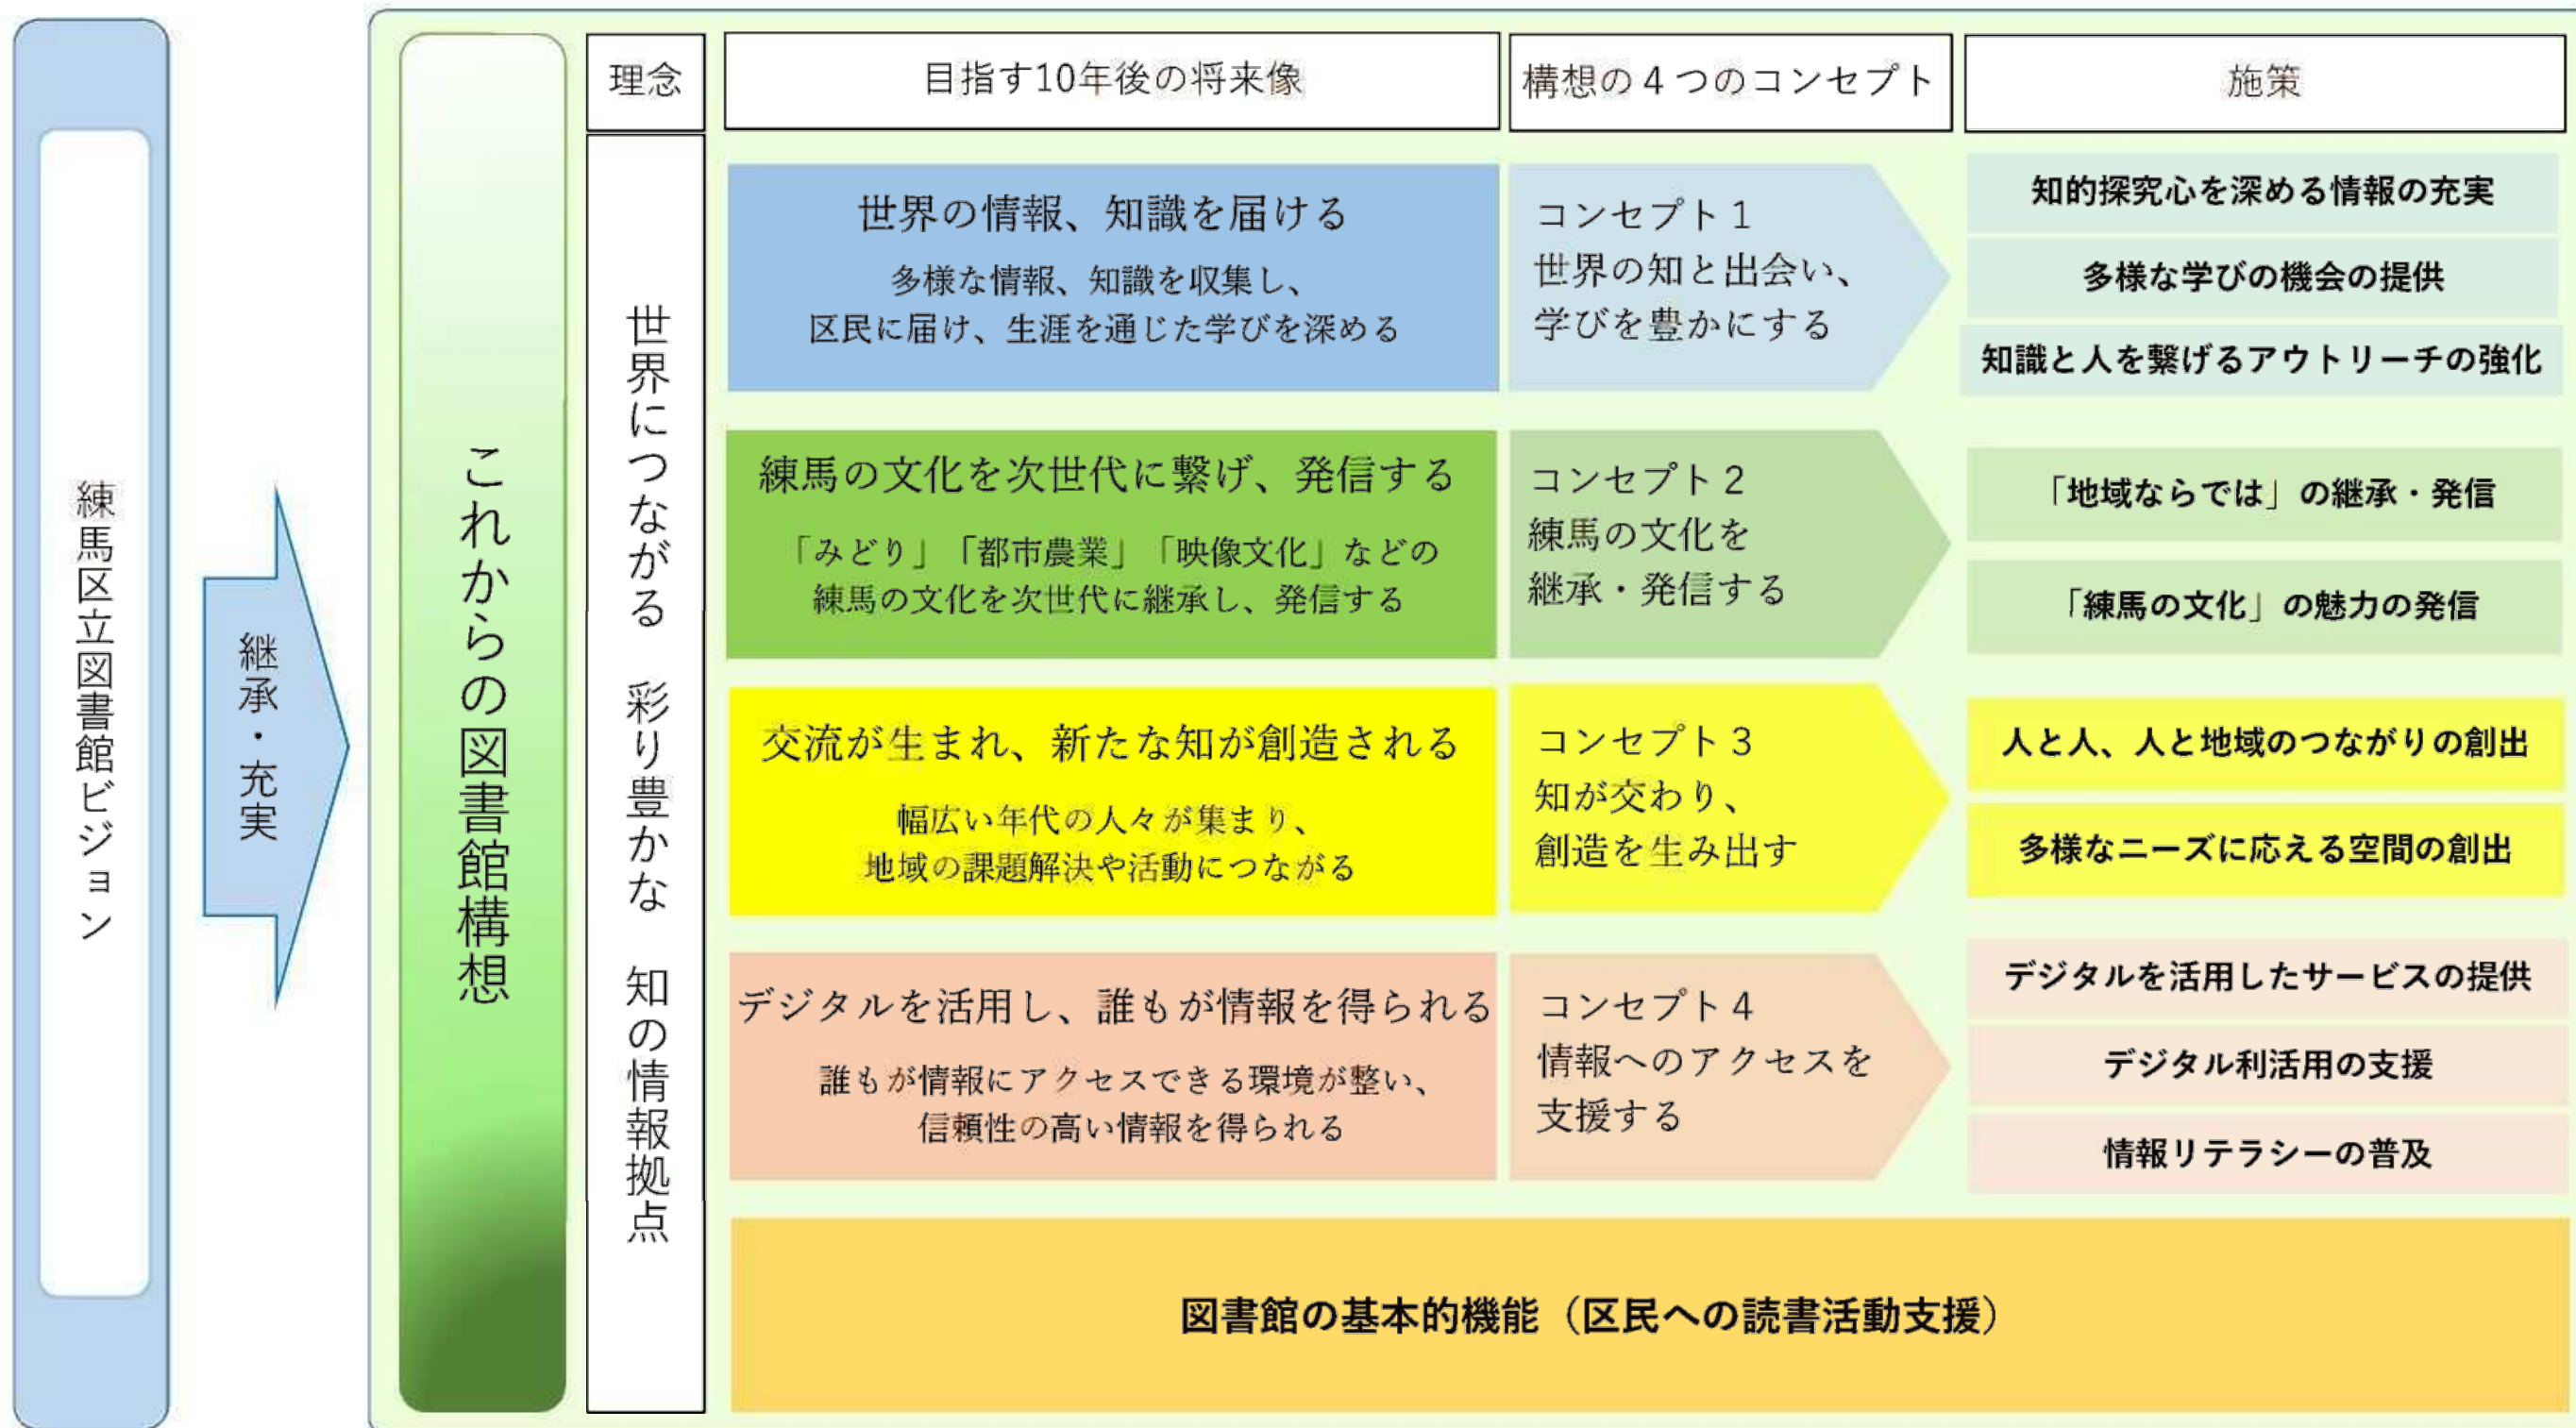 練馬区立図書館ビジョン
継承・充実
これからの図書館構想
理念
世界につながる 彩り豊かな 知の情報拠点
目指す10年後の将来像
構想の４つのコンセプト
施策
世界の情報、知識を届ける
多様な情報、知識を収集し、
区民に届け、生涯を通じた学びを深める
コンセプト１
世界の知と出会い、
学びを豊かにする
知的探究心を深める情報の充実
多様な学びの機会の提供
知識と人を繋げるアウトリーチの強化
練馬の文化を次世代に繋げ、発信する
「みどり」「都市農業」「映像文化」などの
練馬の文化を次世代に継承し、発信する
コンセプト２
練馬の文化を
継承・発信する
「地域ならでは」の継承・発信
「練馬の文化」の魅力の発信
交流が生まれ、新たな知が創造される
幅広い年代の人々が集まり、
地域の課題解決や活動につながる
コンセプト３
知が交わり、
創造を生み出す
人と人、人と地域のつながりの創出
多様なニーズに応える空間の創出
デジタルを活用し、誰もが情報を得られる
誰もが情報にアクセスできる環境が整い、
信頼性の高い情報を得られる
コンセプト４
情報へのアクセスを
支援する
デジタルを活用したサービスの提供
デジタル利活用の支援
情報リテラシーの普及
図書館の基本的機能（区民への読書活動支援）